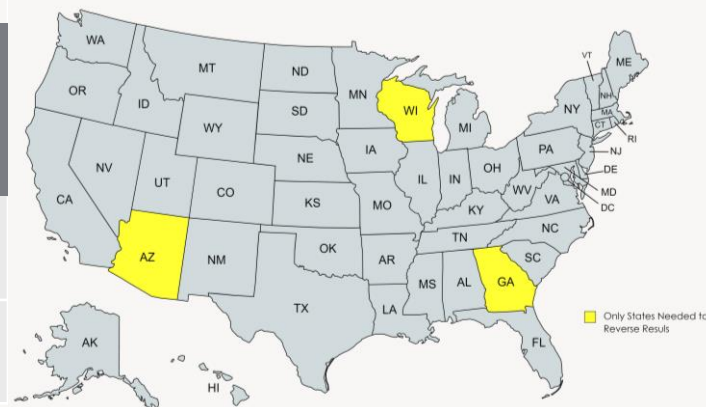 WA
MT
ND
MN
OR
ID
SD
WI
WY
MI
VT
ME
NH
NY
MA
CT
RI
NV
NE
IA
PA
NJ
UT
CO
IL
IN
OH
DE
CA
KS
MO
WV
VA
MD
DC
KY
AZ
NM
OK
AR
TN
NC
SC
MS
AL
GA
TX
LA
FL
AK
HI
Only States Needed to
Reverse Resuls